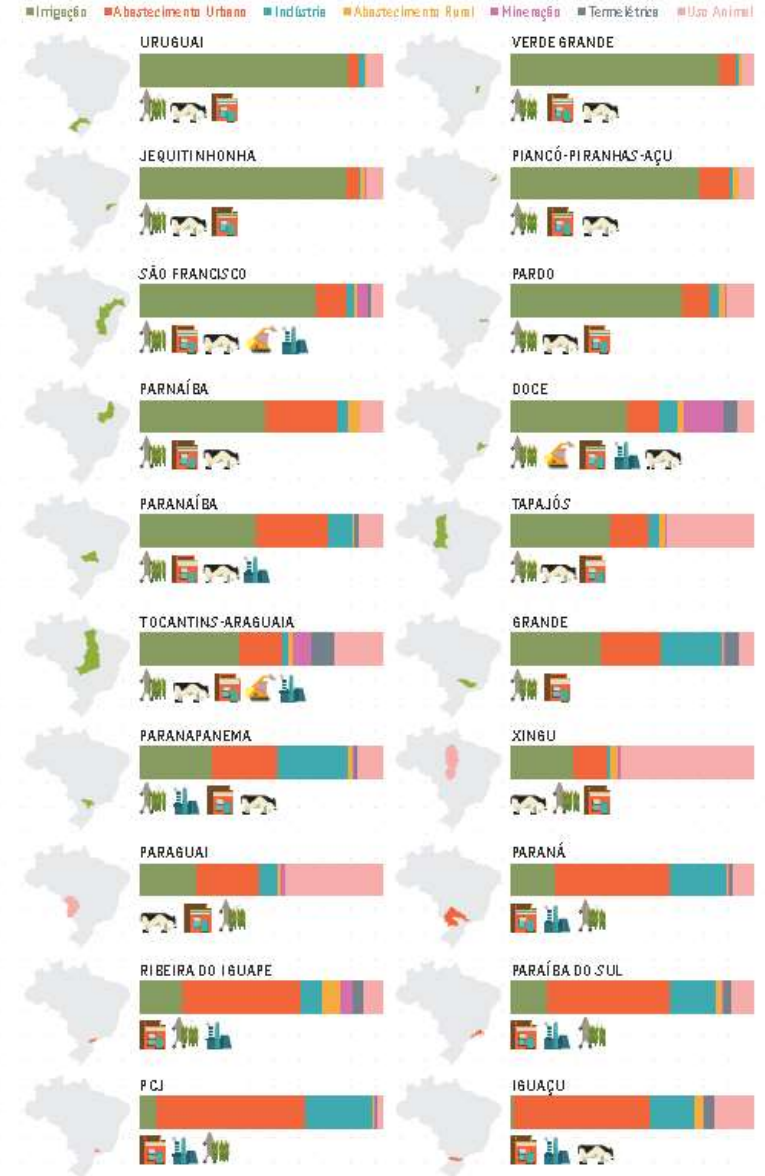 Irrigação Abastecimento Urbano Indústria Abastecimento Rural Mineração Termelétrica Uso Animal
URUGUAI VERDE GRANDE
JEQUITINHONHA PIANCÓ-PIRANHAS-AÇU
SÃO FRANCISCO PARDO
PARNAÍBA DOCE
PARANAÍBA TAPAJÓS
TOCANTINS-ARAGUAIA GRANDE
PARANAPANEMA XINGU
PARAGUAI PARANÁ
RIBEIRA DO IGUAPE PARAÍBA DO SUL
PCJ IGUAÇU